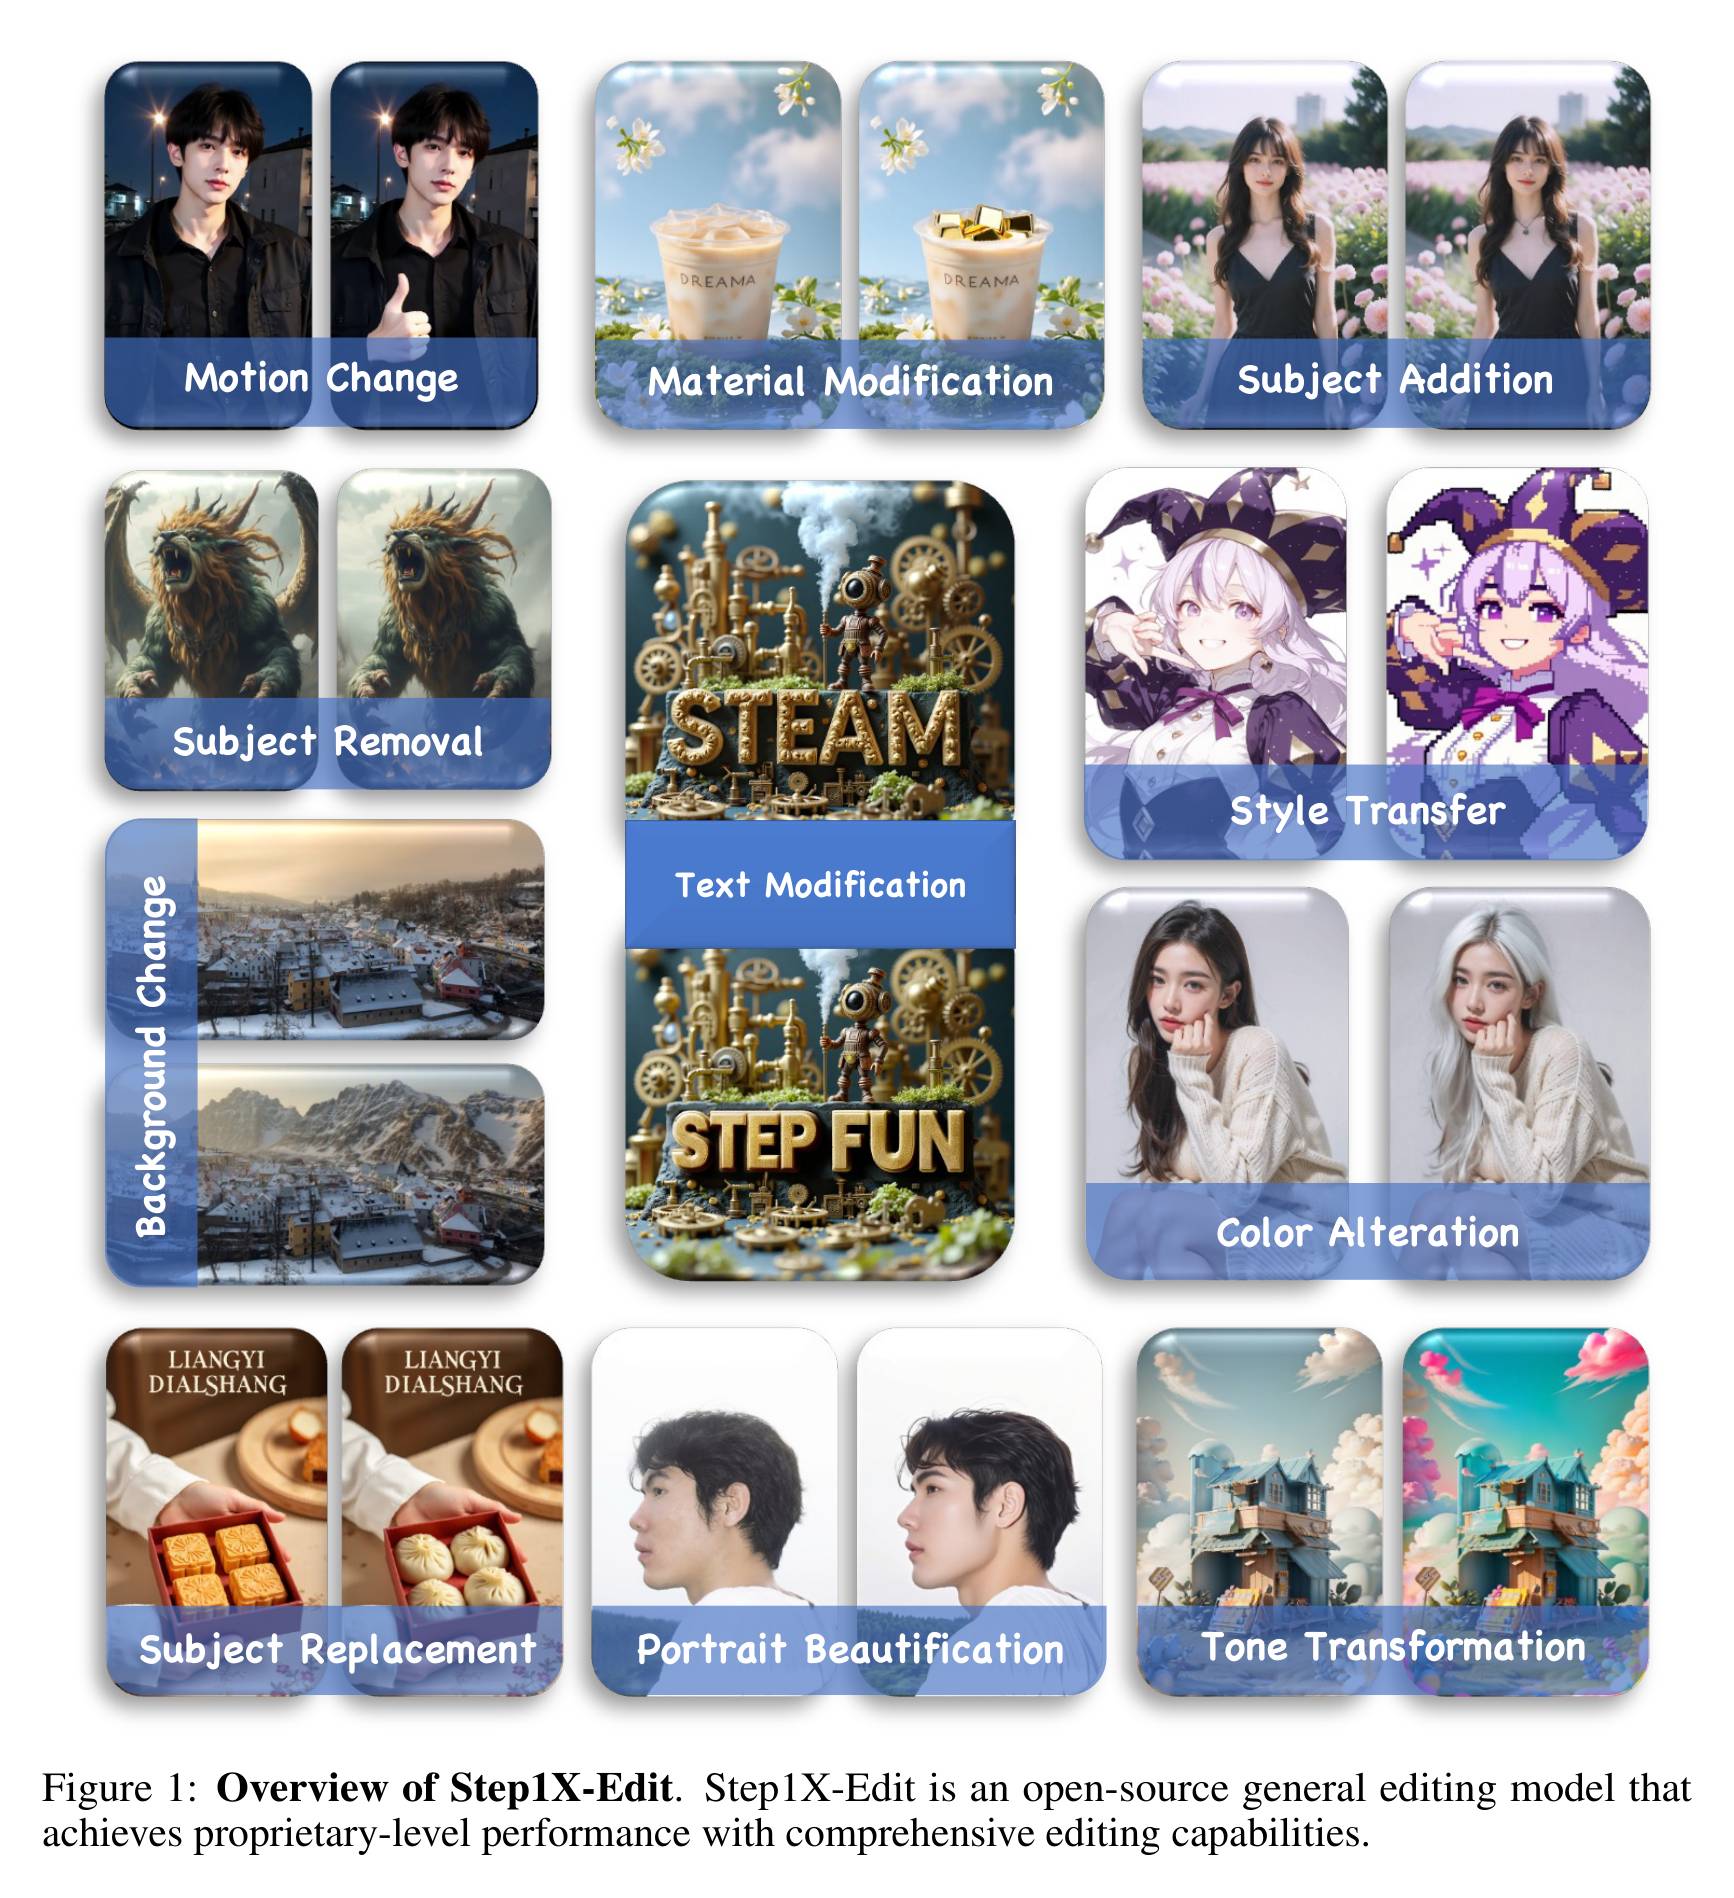 Motion Change
DREAMA
DREAMA
Material Modification
Subject Addition
Subject Removal
STEAM
Text Modification
STEP FUN
Style Transfer
Background Change
Color Alteration
LIANGYI
DIALSHANG
LIANGYI
DIALSHANG
Subject Replacement
Portrait Beautification
Tone Transformation
Figure 1: Overview of Step1X-Edit. Step1X-Edit is an open-source general editing model that
achieves proprietary-level performance with comprehensive editing capabilities.